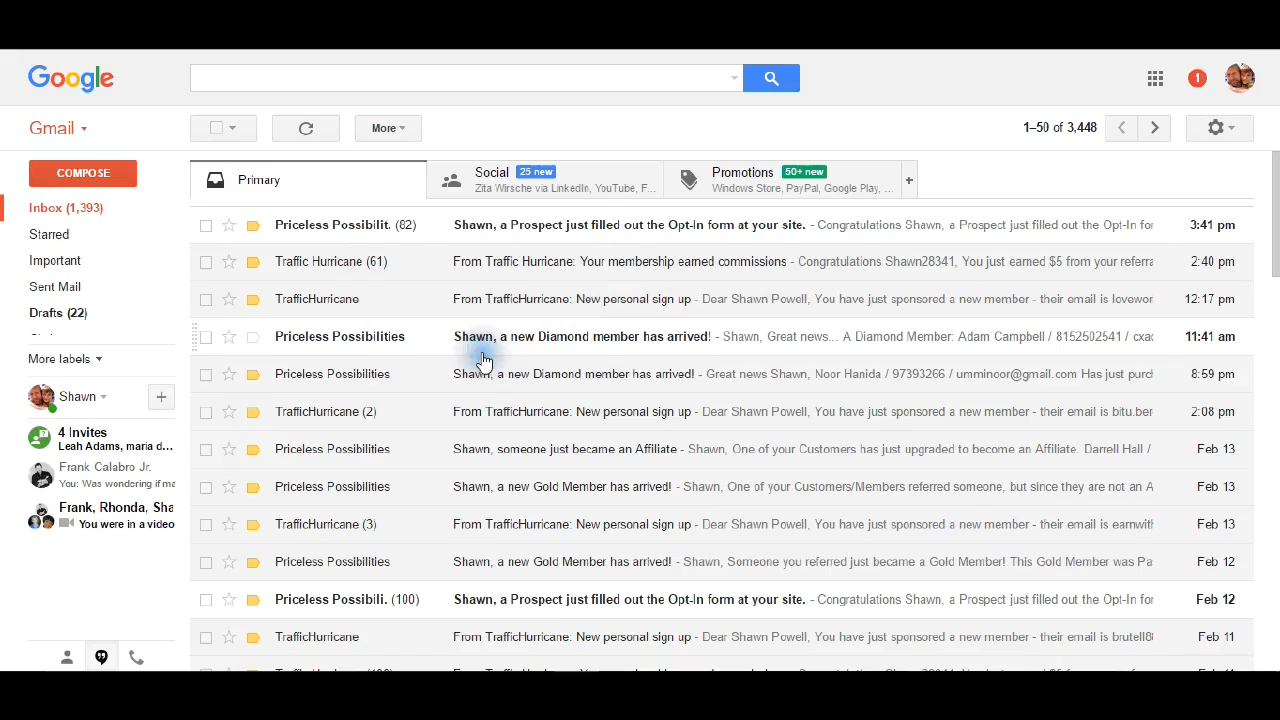 Google
1
Gmail
More
1–50 of 3,448
COMPOSE
Primary
Social 25 new
Zita Wirsche via LinkedIn, YouTube, F...
Promotions 50+ new
Windows Store, PayPal, Google Play, ...
+
Inbox (1,393)
Starred
Important
Sent Mail
Drafts (22)
More labels
Shawn
+
4 Invites
Leah Adams, maria d...
Frank Calabro Jr.
You: Was wondering if ma
Frank, Rhonda, Sha
You were in a video
Priceless Possibilit. (82) Shawn, a Prospect just filled out the Opt-In form at your site. - Congratulations Shawn, a Prospect just filled out the Opt-In for 3:41 pm
Traffic Hurricane (61) From Traffic Hurricane: Your membership earned commissions - Congratulations Shawn28341, You just earned $5 from your referra 2:40 pm
TrafficHurricane From TrafficHurricane: New personal sign up - Dear Shawn Powell, You have just sponsored a new member - their email is lovewor 12:17 pm
Priceless Possibilities Shawn, a new Diamond member has arrived! - Shawn, Great news... A Diamond Member: Adam Campbell / 8152502541 / cxac 11:41 am
Priceless Possibilities Shawn, a new Diamond member has arrived! - Great news Shawn, Noor Hanida / 97393266 / umminoor@gmail.com Has just purch 8:59 pm
TrafficHurricane (2) From TrafficHurricane: New personal sign up - Dear Shawn Powell, You have just sponsored a new member - their email is bitu.ber 2:08 pm
Priceless Possibilities Shawn, someone just became an Affiliate - Shawn, One of your Customers has just upgraded to become an Affiliate. Darrell Hall / Feb 13
Priceless Possibilities Shawn, a new Gold Member has arrived! - Shawn, One of your Customers/Members referred someone, but since they are not an A Feb 13
TrafficHurricane (3) From TrafficHurricane: New personal sign up - Dear Shawn Powell, You have just sponsored a new member - their email is earnwith Feb 13
Priceless Possibilities Shawn, a new Gold Member has arrived! - Shawn, Someone you referred just became a Gold Member! This Gold Member was Pa Feb 12
Priceless Possibili. (100) Shawn, a Prospect just filled out the Opt-In form at your site. - Congratulations Shawn, a Prospect just filled out the Opt-In for Feb 12
TrafficHurricane From TrafficHurricane: New personal sign up - Dear Shawn Powell, You have just sponsored a new member - their email is brutell8 Feb 11